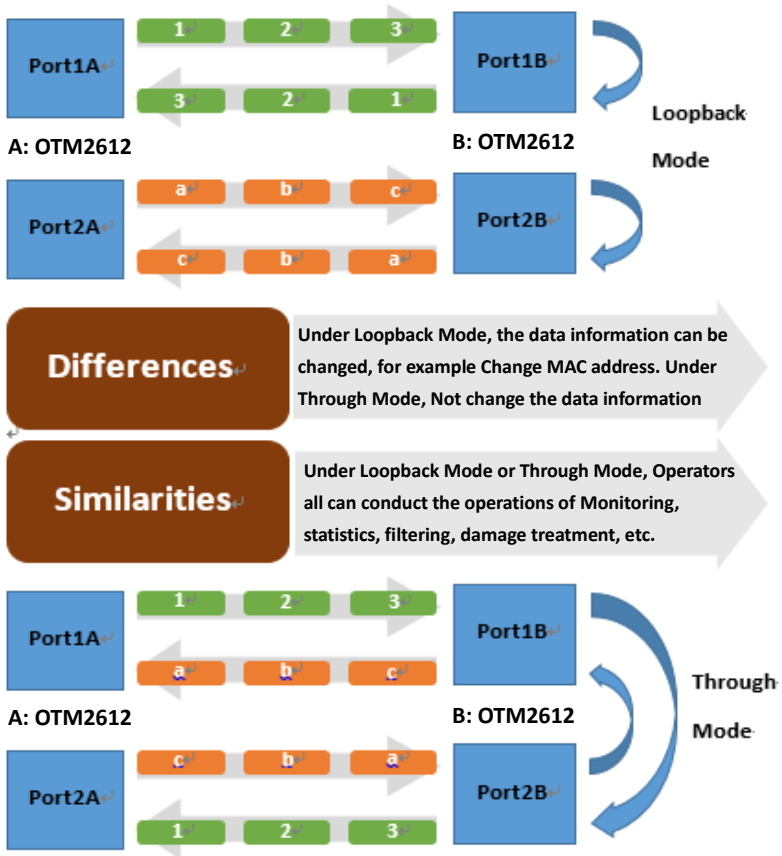 Port1A
1 2 3
Port1B
3 2 1
Loopback
Mode
A: OTM2612
B: OTM2612
Port2A
a b c
Port2B
c b a
Differences
Under Loopback Mode, the data information can be
changed, for example Change MAC address. Under
Through Mode, Not change the data information
Similarities
Under Loopback Mode or Through Mode, Operators
all can conduct the operations of Monitoring,
statistics, filtering, damage treatment, etc.
Port1A
1 2 3
Port1B
a b c
Through
Mode
A: OTM2612
B: OTM2612
Port2A
c b a
Port2B
1 2 3